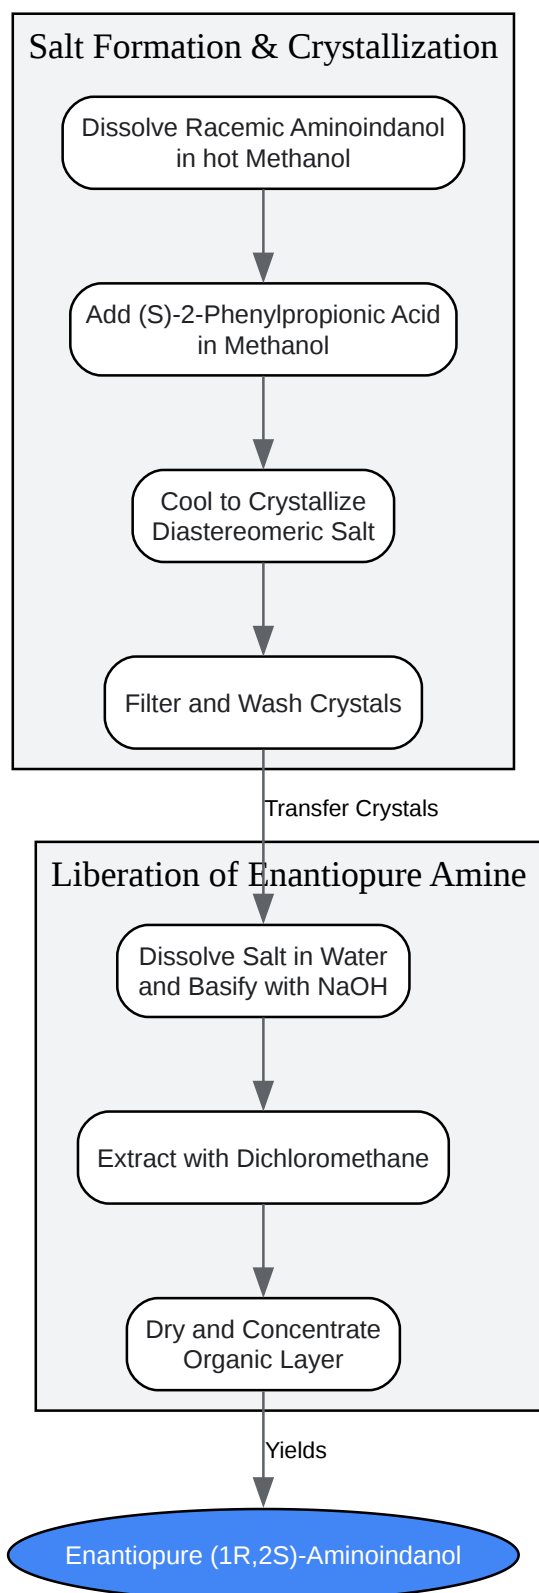 Salt Formation & Crystallization
Dissolve Racemic Aminoindanol
in hot Methanol
Add (S)-2-Phenylpropionic Acid
in Methanol
Cool to Crystallize
Diastereomeric Salt
Filter and Wash Crystals
Transfer Crystals
Liberation of Enantiopure Amine
Dissolve Salt in Water
and Basify with NaOH
Extract with Dichloromethane
Dry and Concentrate
Organic Layer
Yields
Enantiopure (1R,2S)-Aminoindanol